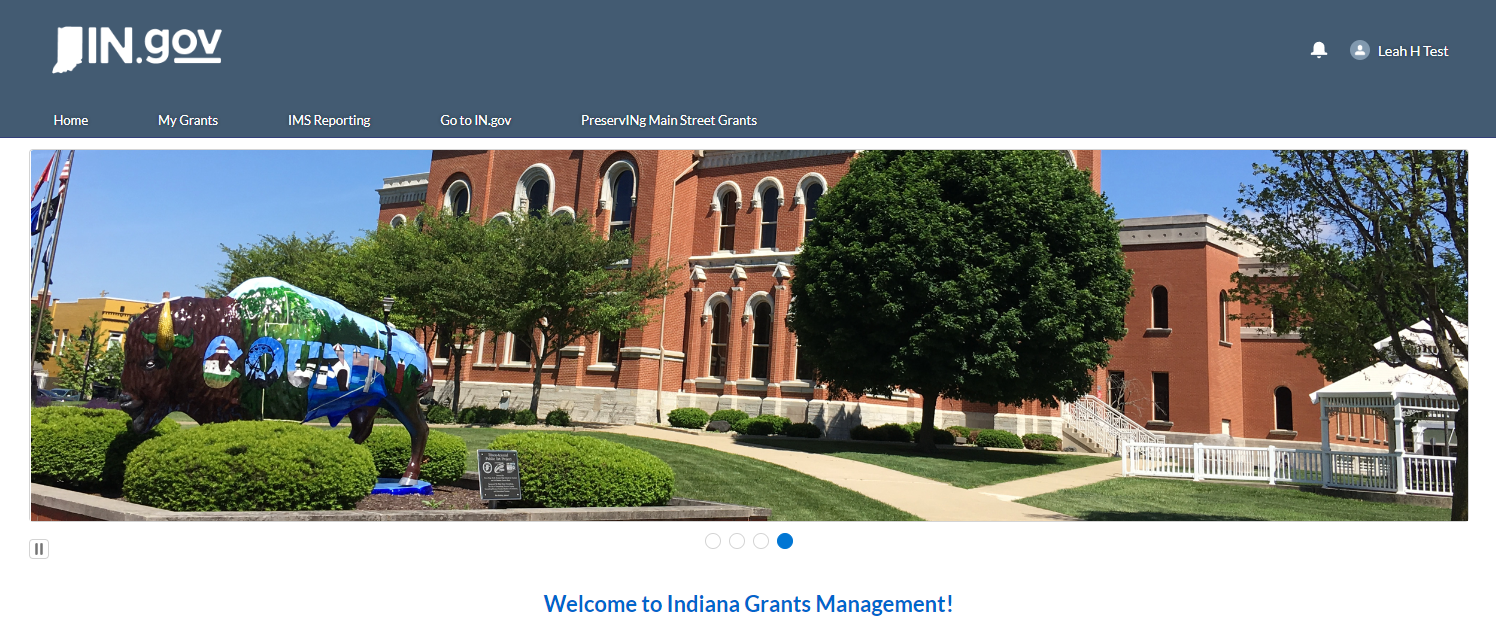 IN.gov
Leah H Test
Home
My Grants
IMS Reporting
Go to IN.gov
PreservINg Main Street Grants
COUNTY
Welcome to Indiana Grants Management!